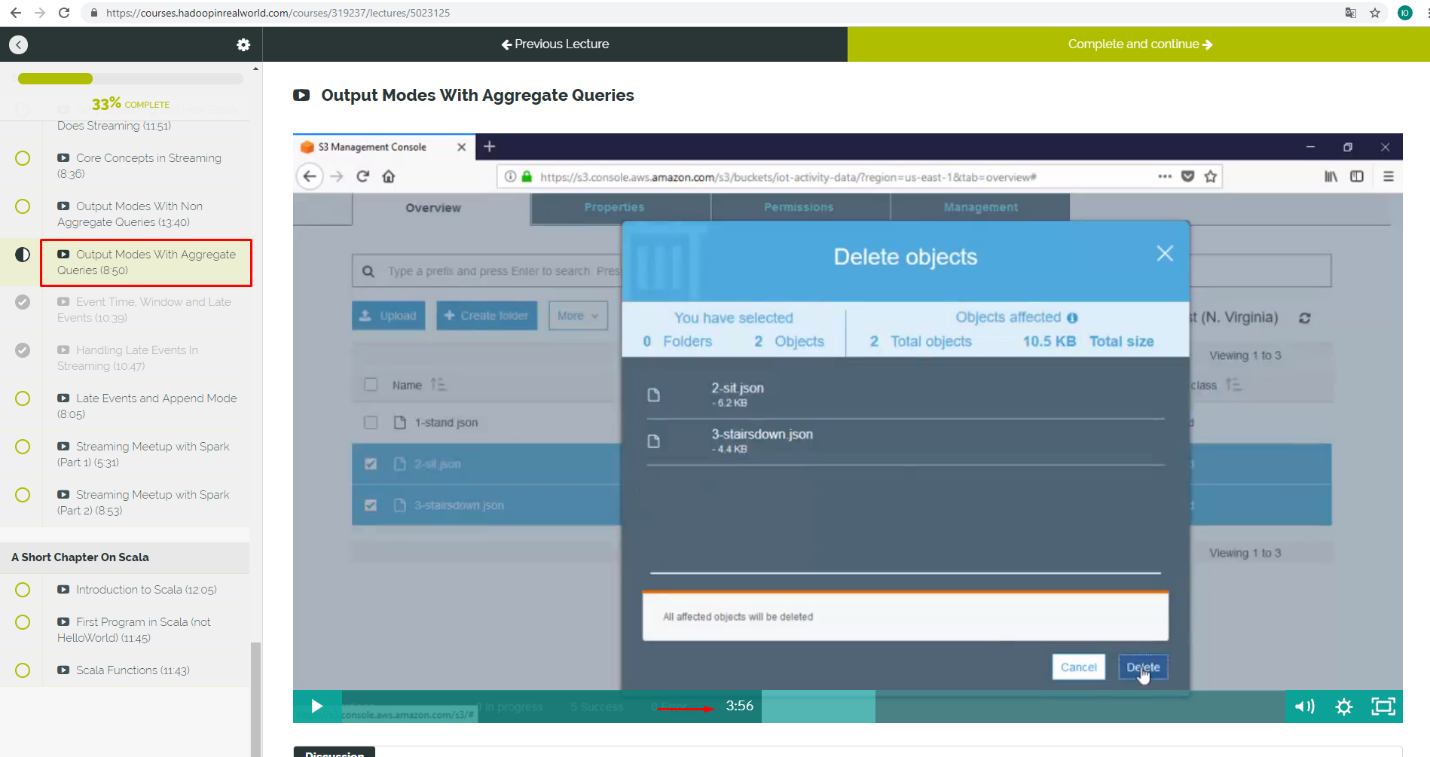 https://courses.hadoopinrealworld.com/courses/319237/lectures/5023125
IO
Previous Lecture
Complete and continue
33% COMPLETE
Does Streaming (11:51)
Core Concepts in Streaming
(8:36)
Output Modes With Non
Aggregate Queries (13:40)
Output Modes With Aggregate
Queries (8:50)
Event Time, Window and Late
Events (10:39)
Handling Late Events In
Streaming (10:47)
Late Events and Append Mode
(8:05)
Streaming Meetup with Spark
(Part 1) (5:31)
Streaming Meetup with Spark
(Part 2) (8:53)
A Short Chapter On Scala
Introduction to Scala (12:05)
First Program in Scala (not
HelloWorld) (11:45)
Scala Functions (11:43)
Output Modes With Aggregate Queries
S3 Management Console
https://s3.console.aws.amazon.com/s3/buckets/iot-activity-data/?region=us-east-1&tab=overview#
Overview
Properties
Permissions
Management
Type a prefix and press Enter to search. Pres
Upload
Create folder
More
st (N. Virginia)
Viewing 1 to 3
Name
class
1-stand.json
2-sit.json
3-stairsdown.json
Viewing 1 to 3
Delete objects
You have selected
Objects affected
0 Folders 2 Objects
2 Total objects 10.5 KB Total size
2-sit.json
- 6.2 KB
3-stairsdown.json
- 4.4 KB
All affected objects will be deleted
Cancel
Delete
0 In progress
5 Success
3:56
console.aws.amazon.com/s3/#
Discussion